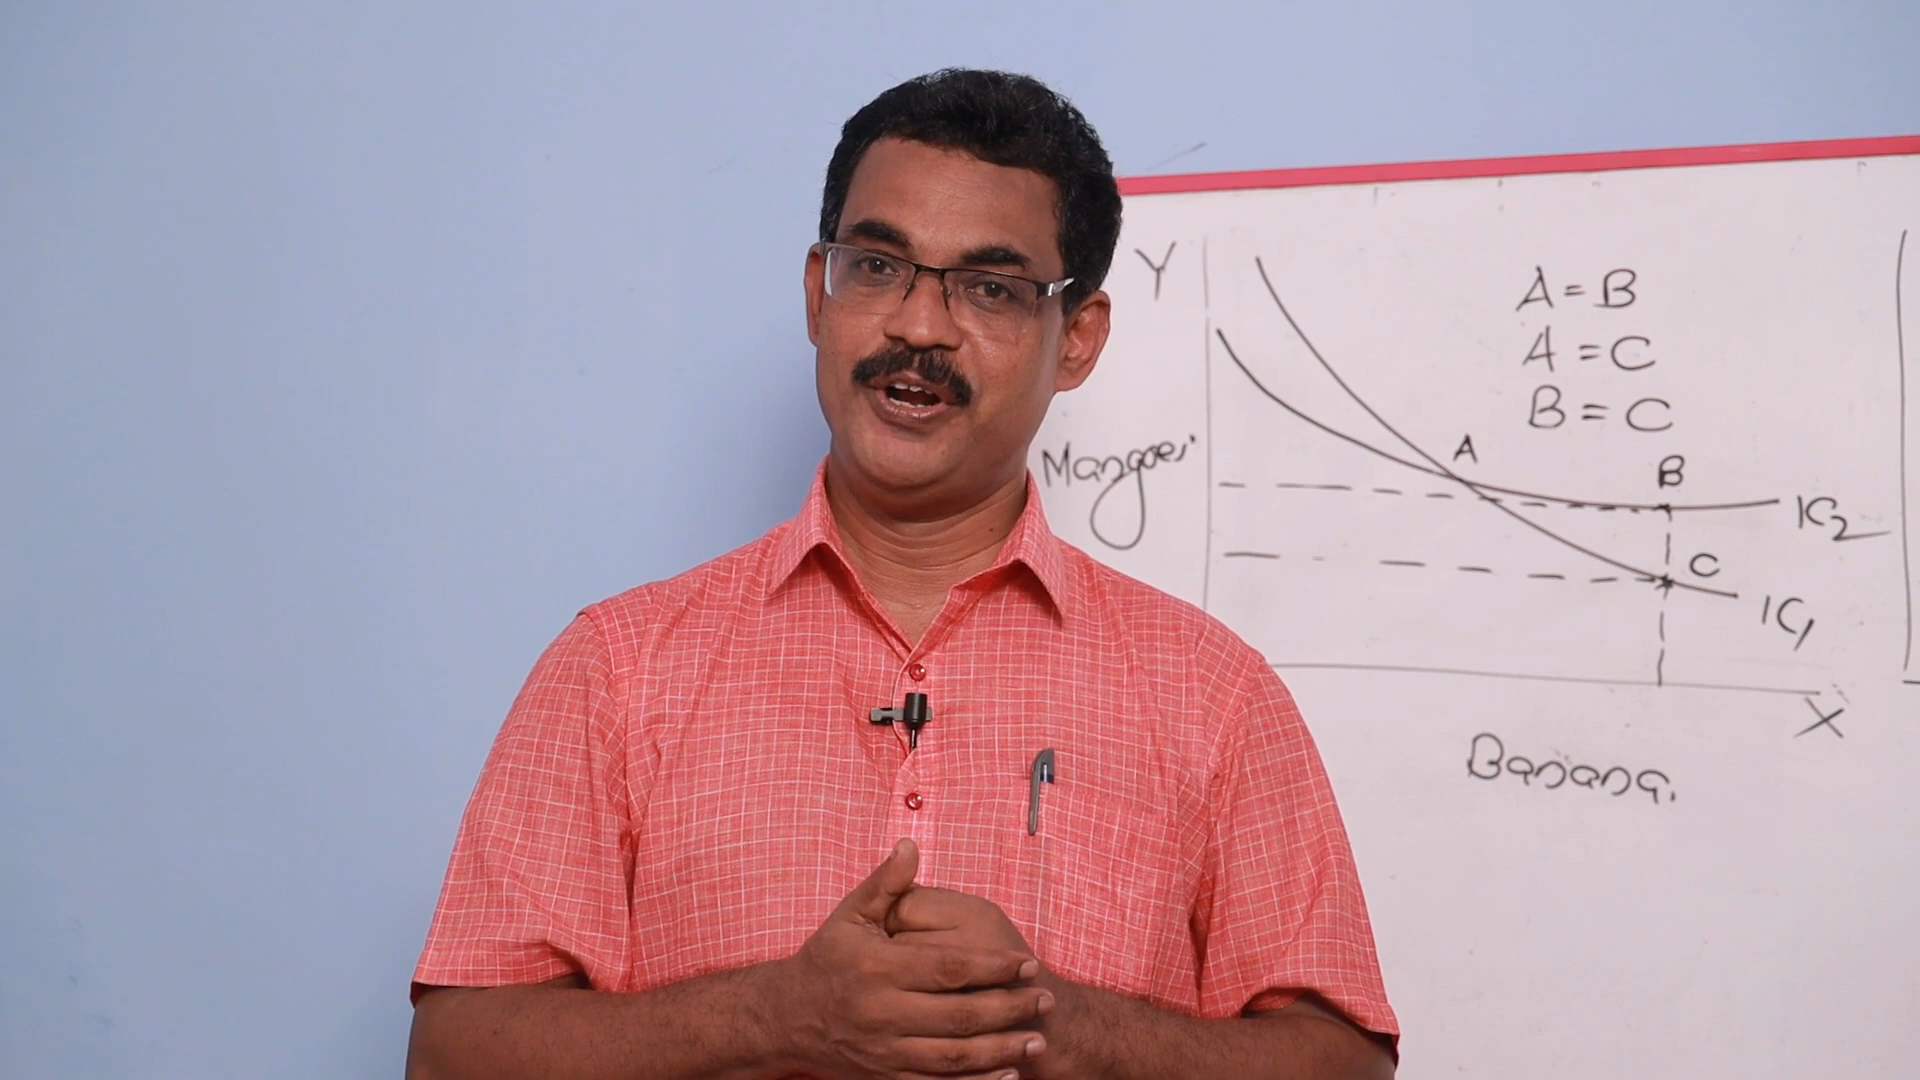 Y
A = B
A = C
B = C
A
B
Mangoes
IC2
C
IC1
X
Banana.